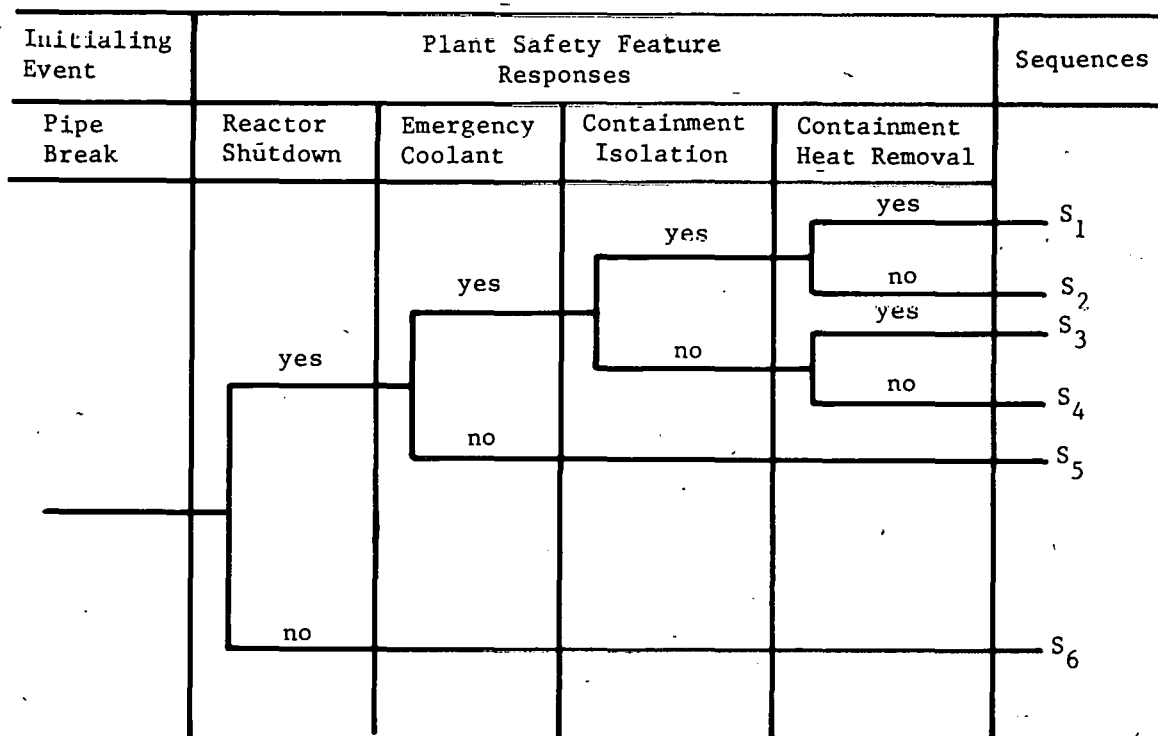 Initialing
Event
Plant Safety Feature
Responses
Sequences
Pipe
Break
Reactor
Shutdown
Emergency
Coolant
Containment
Isolation
Containment
Heat Removal
yes
S1
yes
no
S2
yes
yes
S3
no
yes
no
S4
no
S5
no
S6